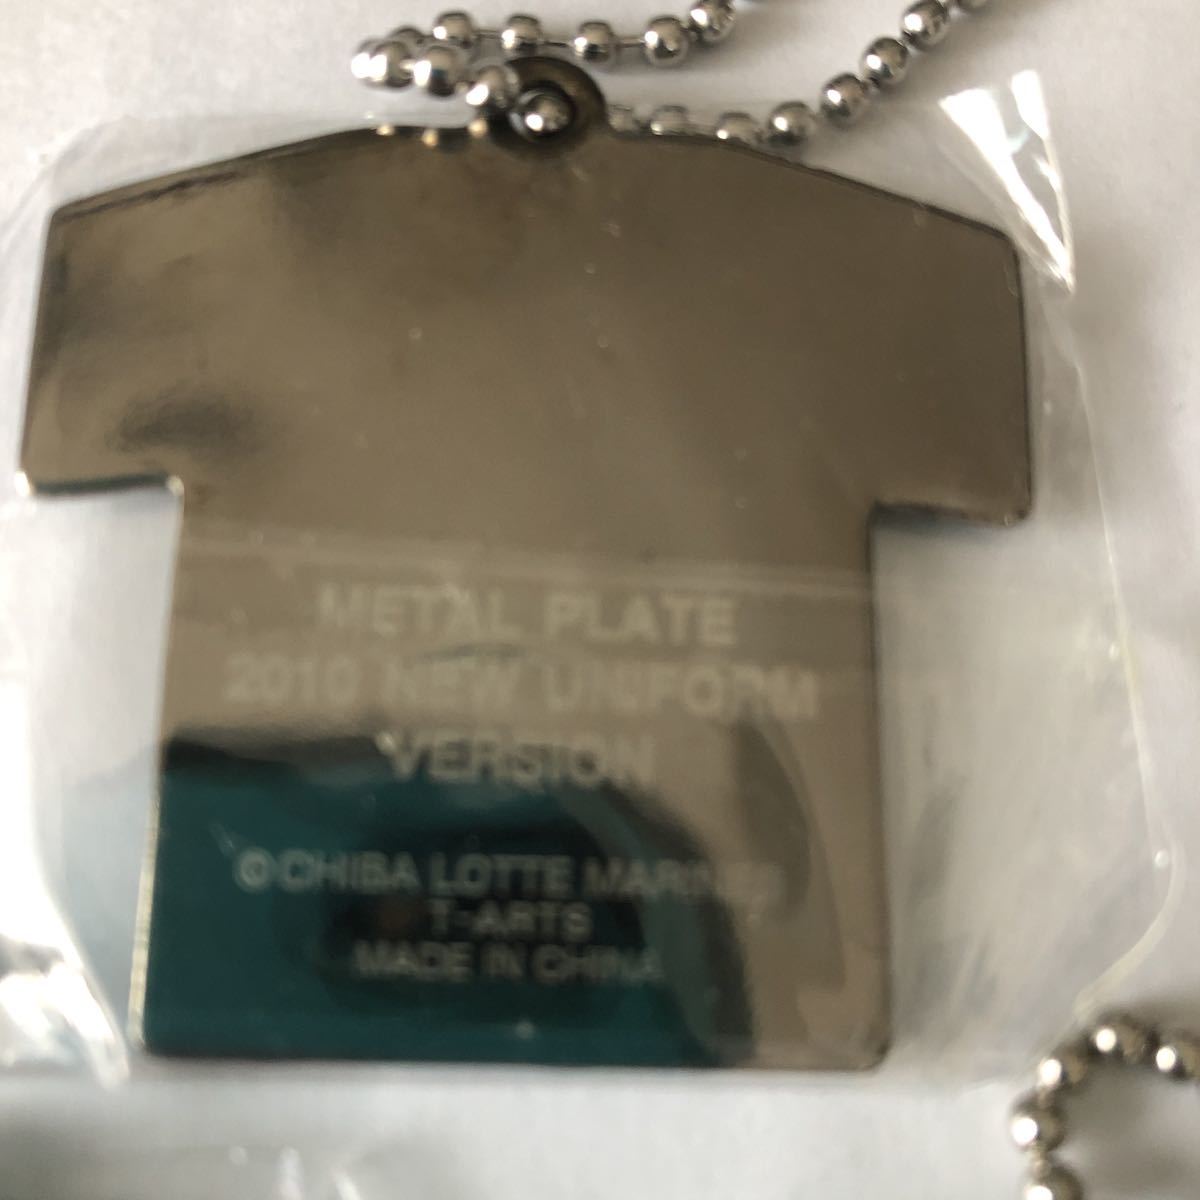 METAL PLATE
2010 NEW UNIFORM
VERSION
©CHIBA LOTTE MARINES
T-ARTS
MADE IN CHINA